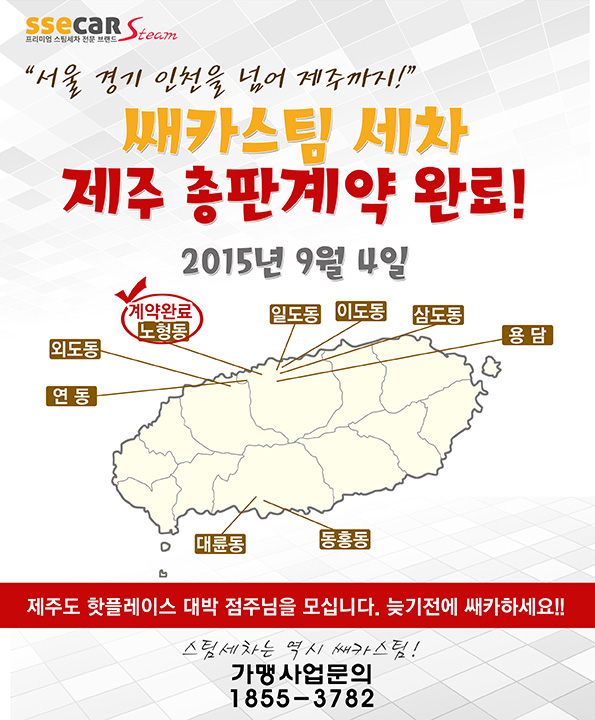 ssecar Steam
프리미엄 스팀세차 전문 브랜드
“서울 경기 인천을 넘어 제주까지!”
쌔카스팀 세차
제주 총판계약 완료!
2015년 9월 4일
계약완료
노형동
일도동
이도동
삼도동
용 담
외도동
연 동
대륜동
동홍동
제주도 핫플레이스 대박 점주님을 모십니다. 늦기전에 쌔카하세요!!
스팀세차는 역시 쌔카스팀!
가맹사업문의
1855-3782